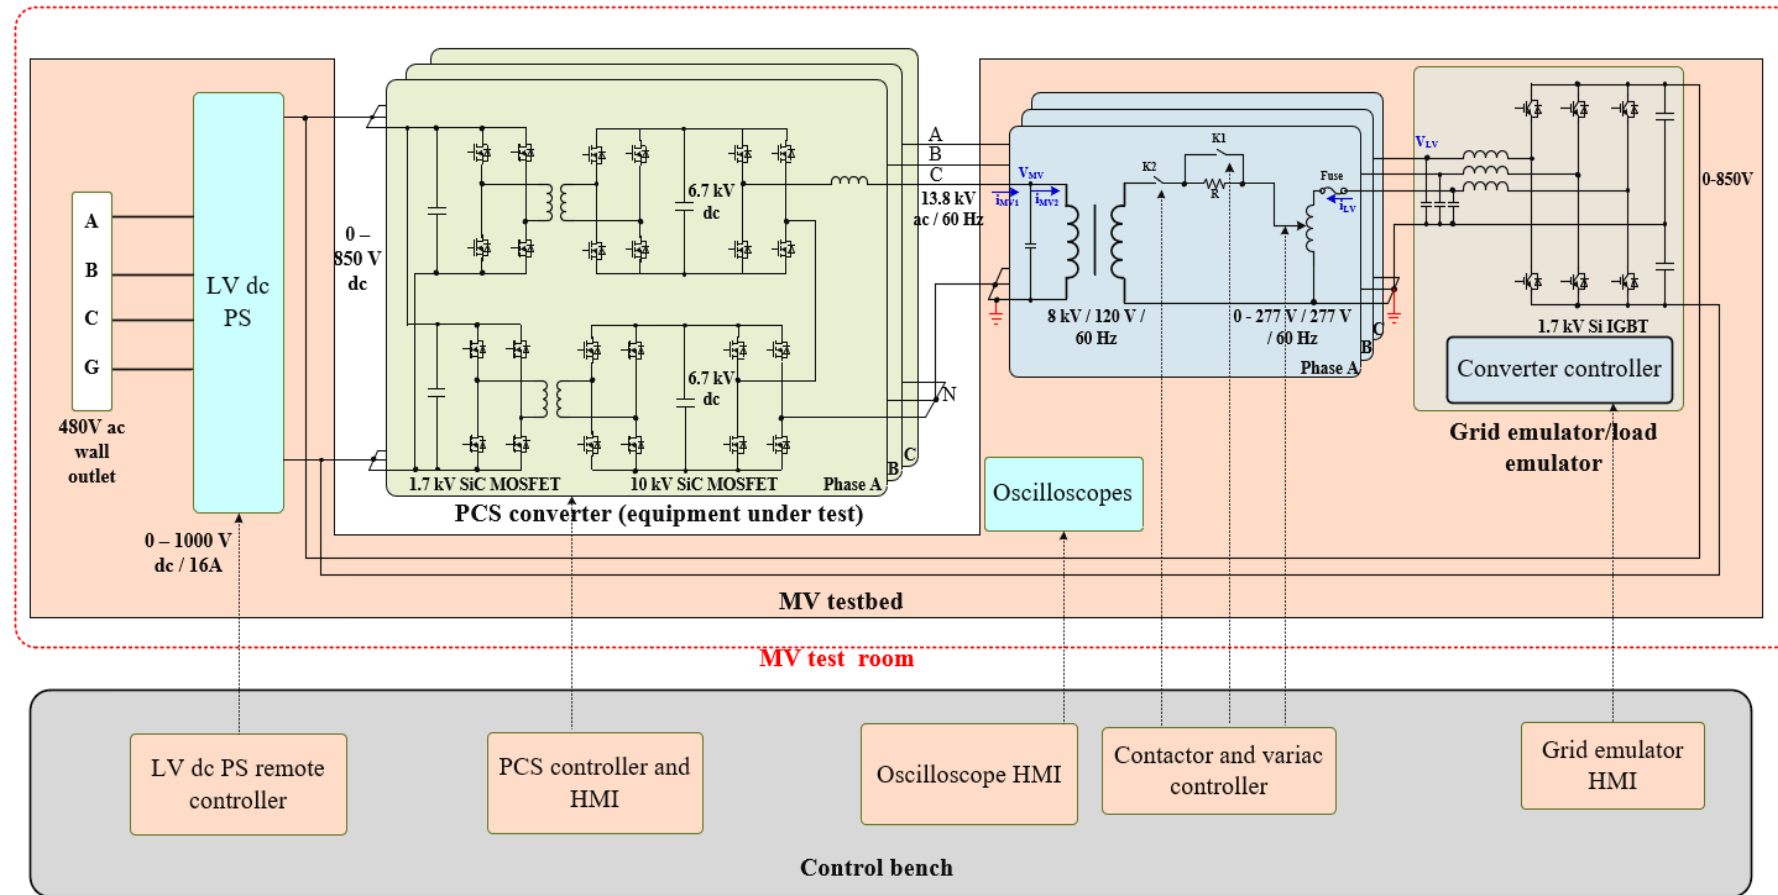 A
B
C
G
480V ac
wall
outlet
LV dc
PS
0 – 1000 V
dc / 16A
0 –
850 V
dc
6.7 kV
dc
6.7 kV
dc
1.7 kV SiC MOSFET
10 kV SiC MOSFET
Phase A
B
C
PCS converter (equipment under test)
A
B
C
13.8 kV
ac / 60 Hz
N
V_MV
i_MV1
i_MV2
K2
K1
R
Fuse
i_LV
8 kV / 120 V /
60 Hz
0 - 277 V / 277 V
/ 60 Hz
Phase A
B
C
V_LV
0-850V
1.7 kV Si IGBT
Converter controller
Grid emulator/load
emulator
Oscilloscopes
MV testbed
MV test room
LV dc PS remote
controller
PCS controller and
HMI
Oscilloscope HMI
Contactor and variac
controller
Grid emulator
HMI
Control bench